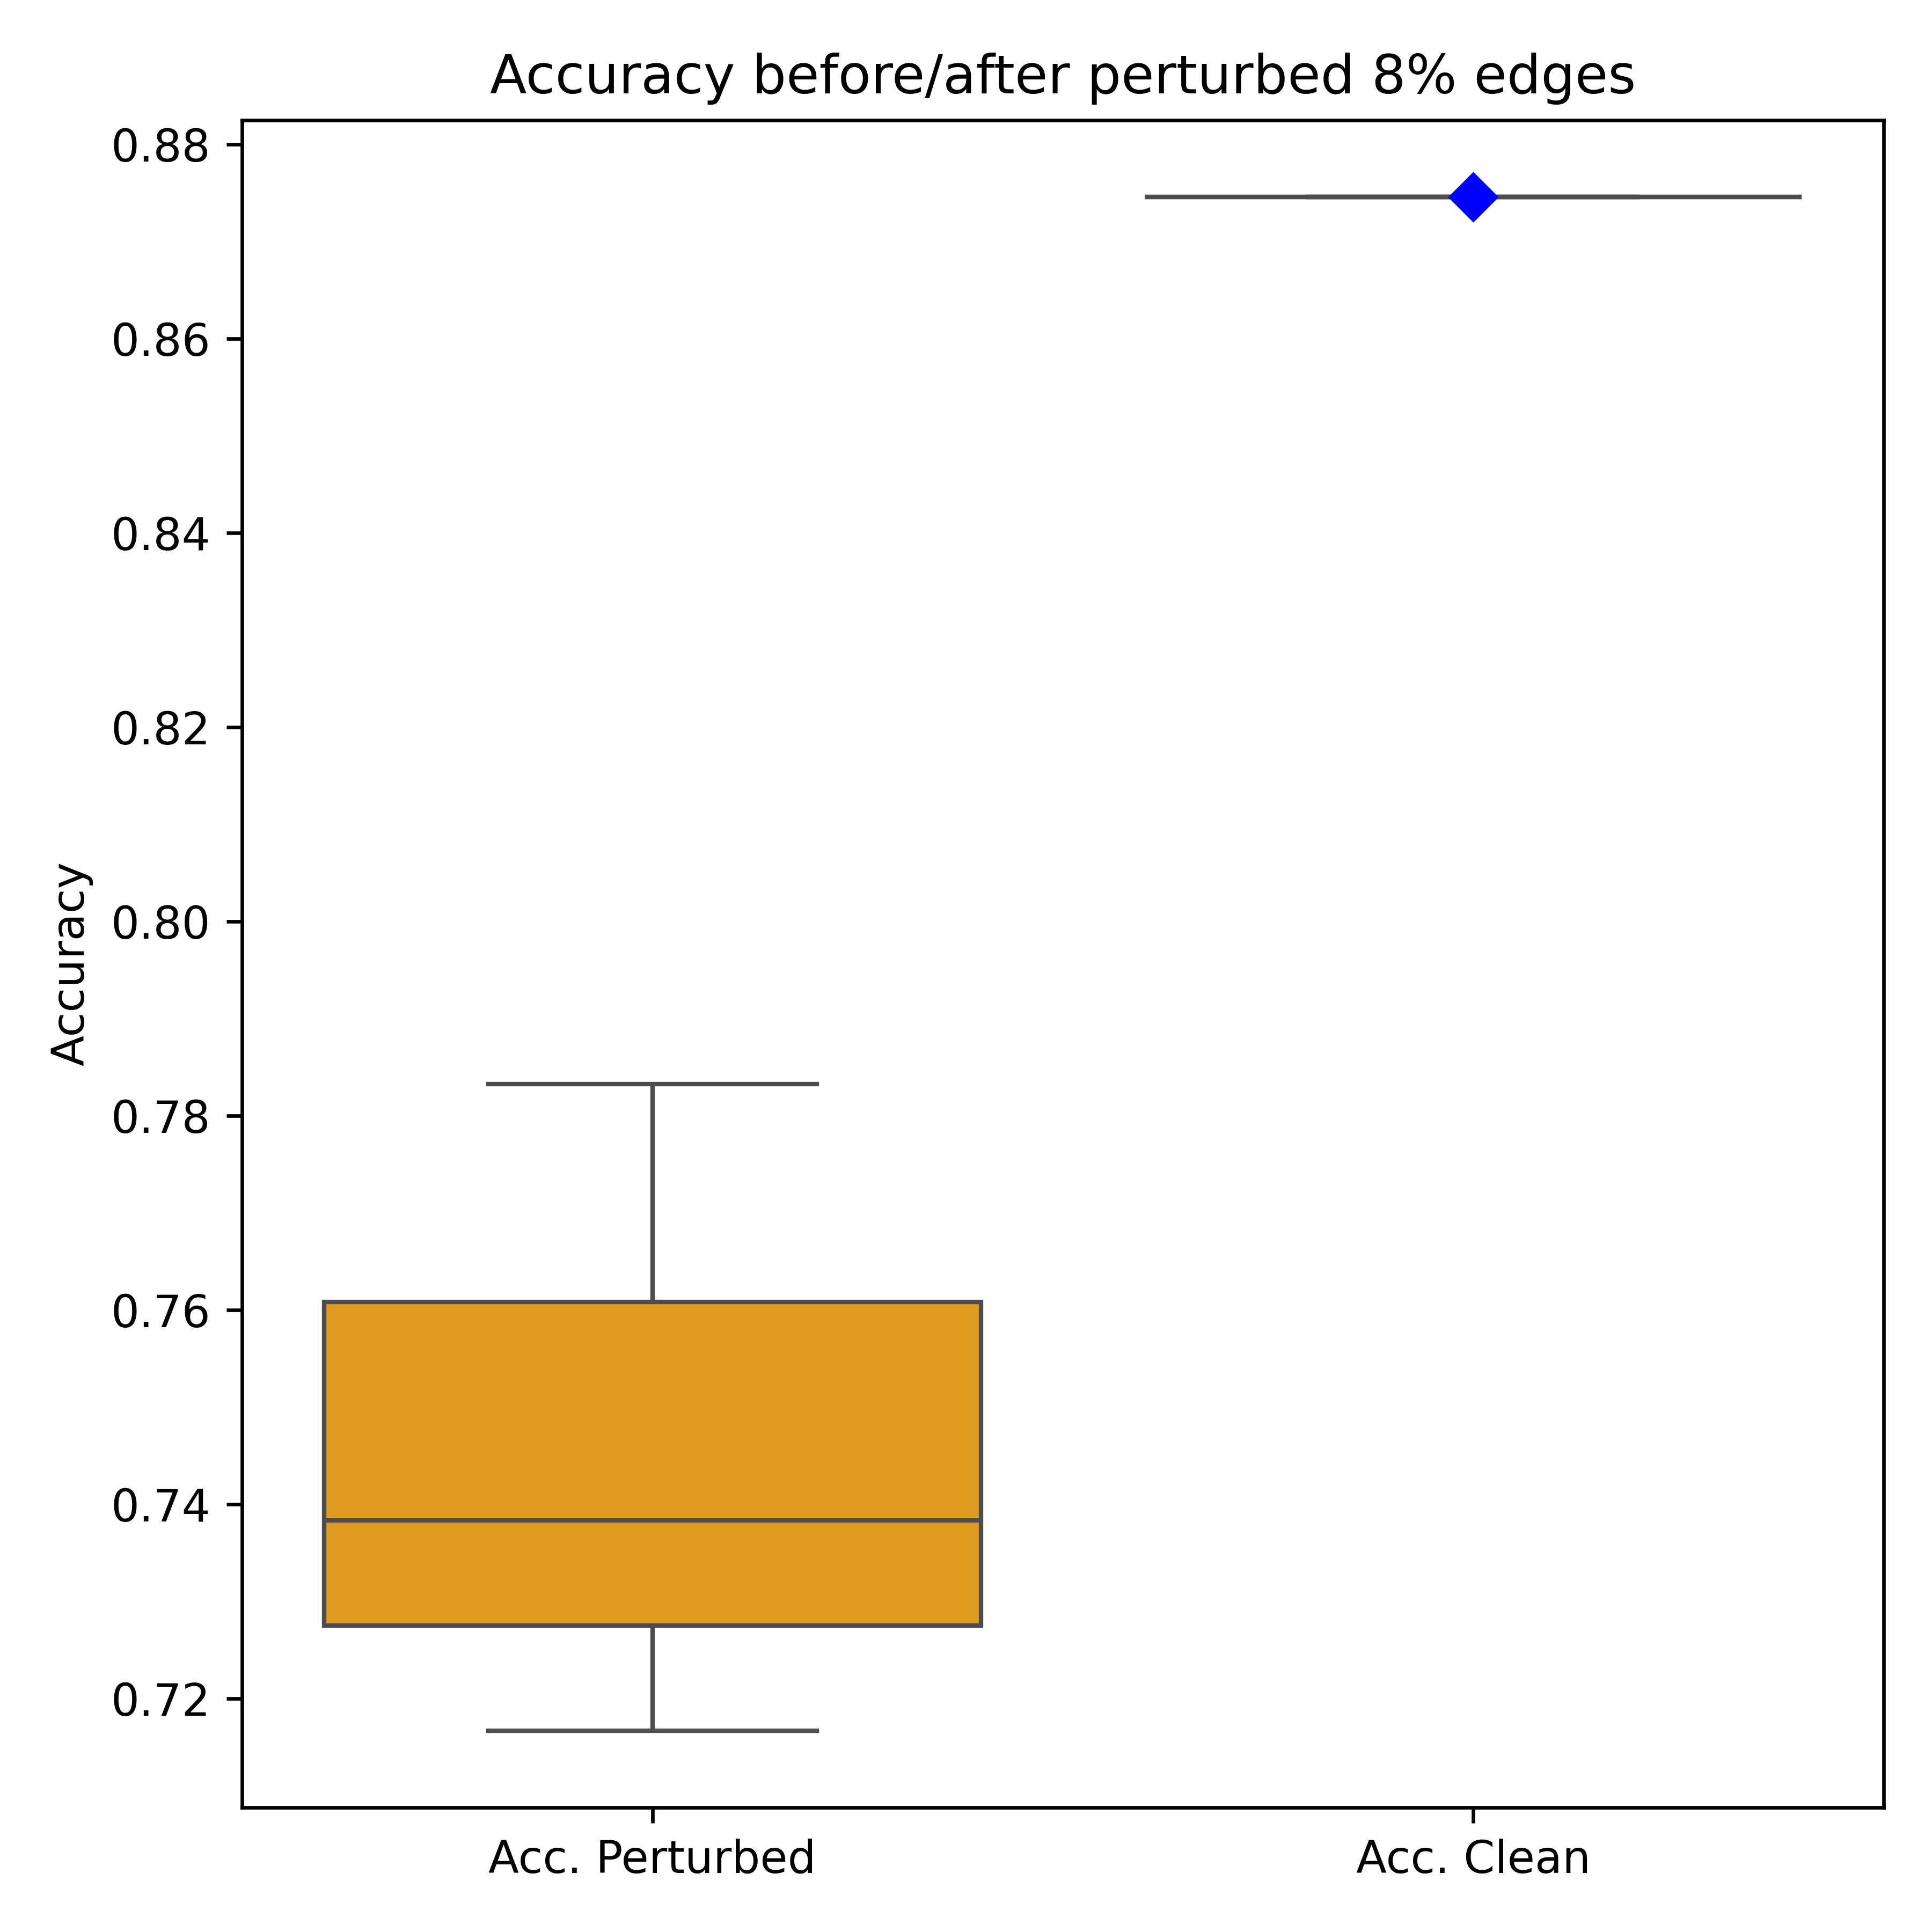 Accuracy before/after perturbed 8% edges
0.88
0.86
0.84
0.82
0.80
0.78
0.76
0.74
0.72
Accuracy
Acc. Perturbed
Acc. Clean